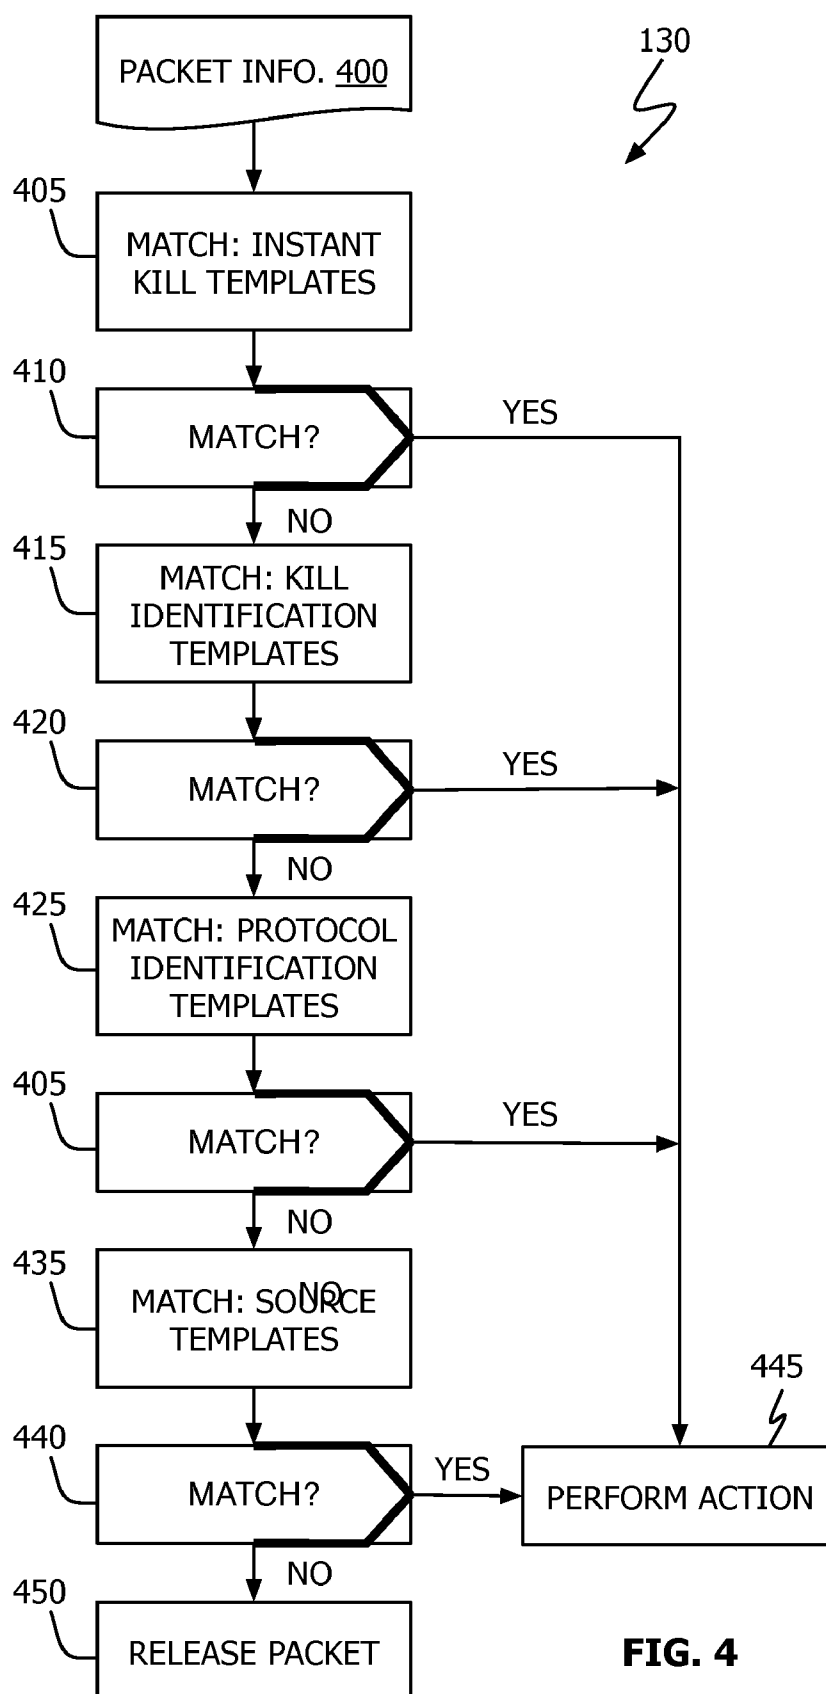 PACKET INFO. 400
130
405
MATCH: INSTANT
KILL TEMPLATES
410
MATCH?
YES
NO
415
MATCH: KILL
IDENTIFICATION
TEMPLATES
420
MATCH?
YES
NO
425
MATCH: PROTOCOL
IDENTIFICATION
TEMPLATES
405
MATCH?
YES
NO
435
NO
MATCH: SOURCE
TEMPLATES
445
440
MATCH?
YES
PERFORM ACTION
NO
450
RELEASE PACKET
FIG. 4